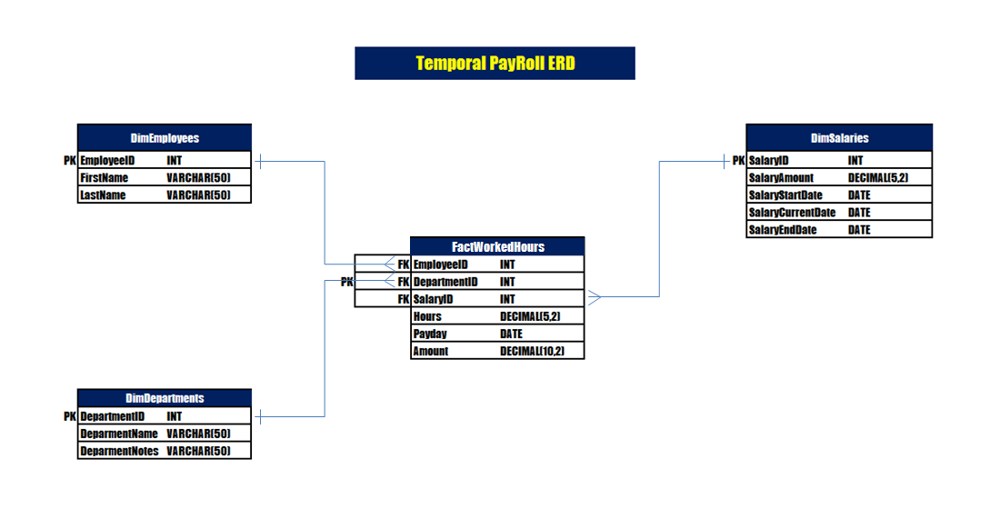 Temporal PayRoll ERD
DimEmployees
PK EmployeeID INT
FirstName VARCHAR(50)
LastName VARCHAR(50)
DimSalaries
PK SalaryID INT
SalaryAmount DECIMAL(5,2)
SalaryStartDate DATE
SalaryCurrentDate DATE
SalaryEndDate DATE
FactWorkedHours
FK EmployeeID INT
PK FK DepartmentID INT
FK SalaryID INT
Hours DECIMAL(5,2)
Payday DATE
Amount DECIMAL(10,2)
DimDepartments
PK DepartmentID INT
DeparmentName VARCHAR(50)
DeparmentNotes VARCHAR(50)